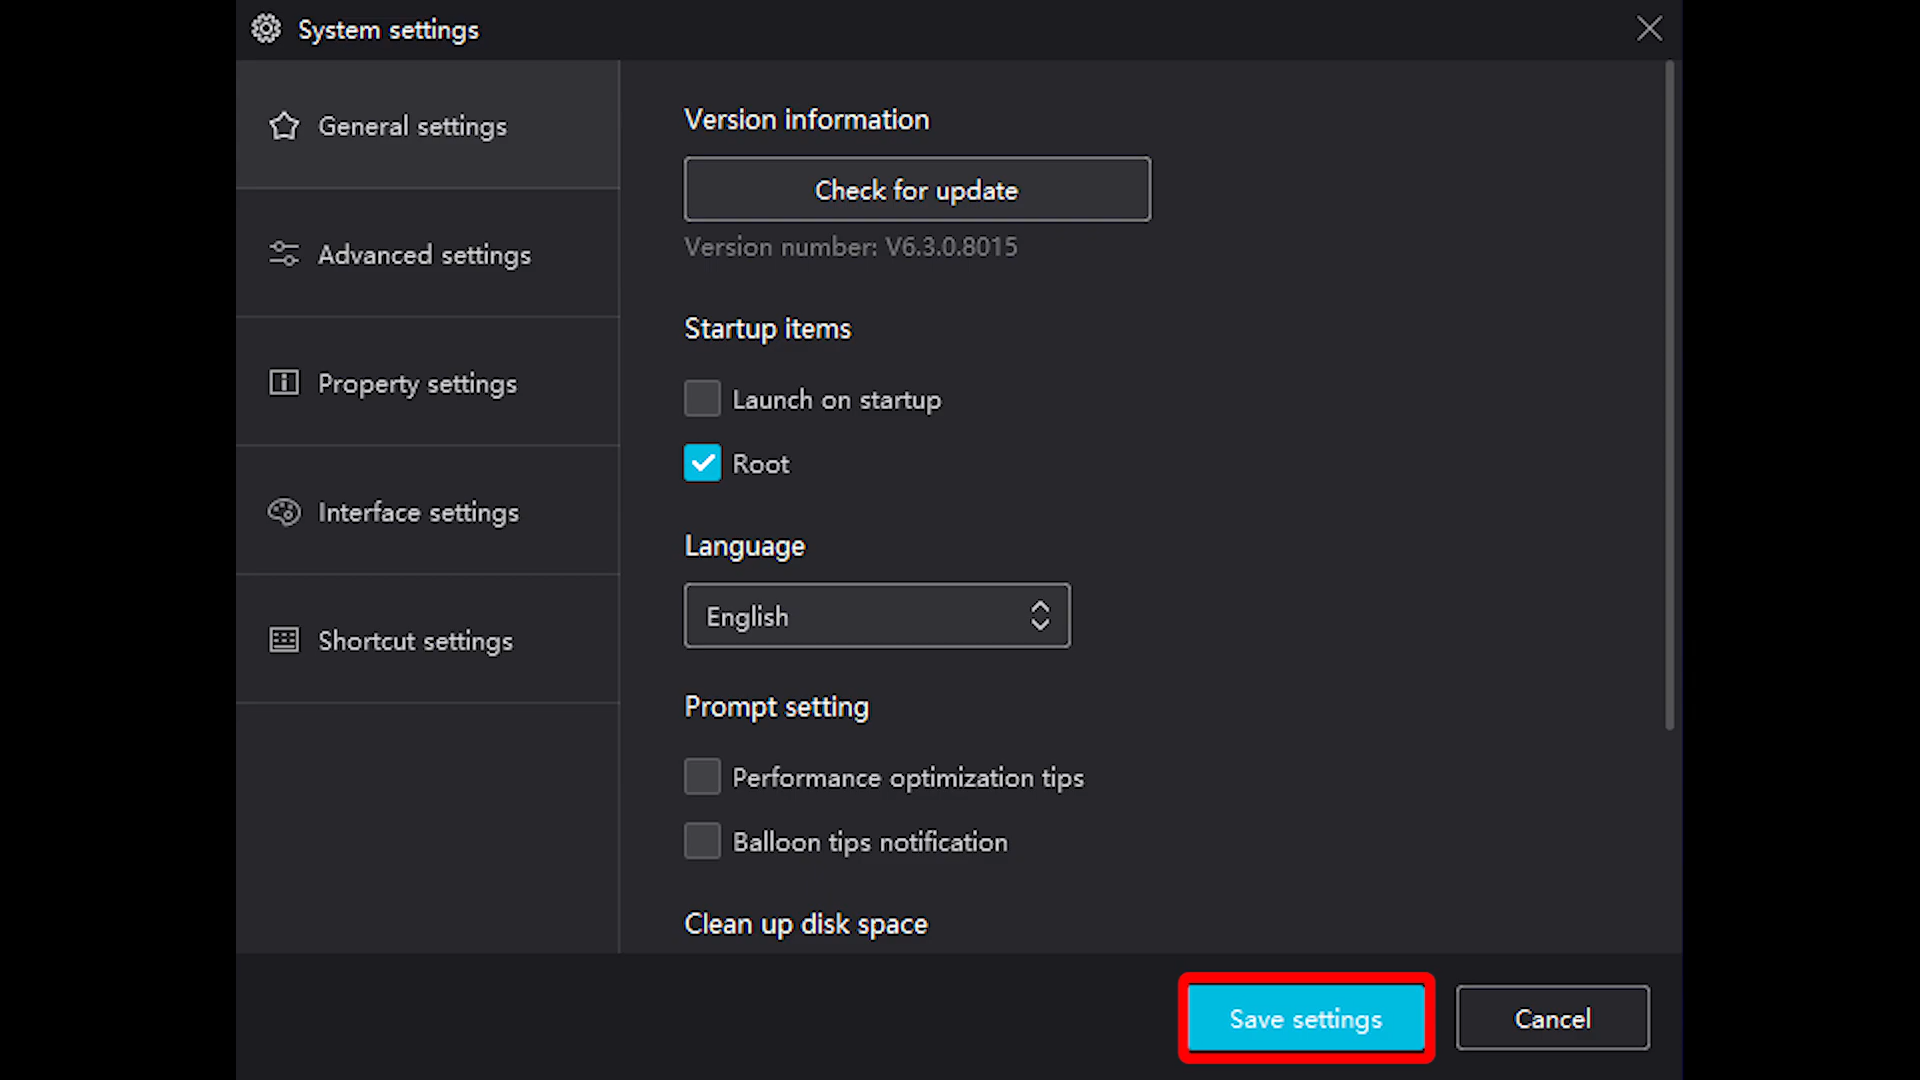 System settings
General settings
Advanced settings
Property settings
Interface settings
Shortcut settings
Version information
Check for update
Version number: V6.3.0.8015
Startup items
Launch on startup
Root
Language
English
Prompt setting
Performance optimization tips
Balloon tips notification
Clean up disk space
Save settings
Cancel